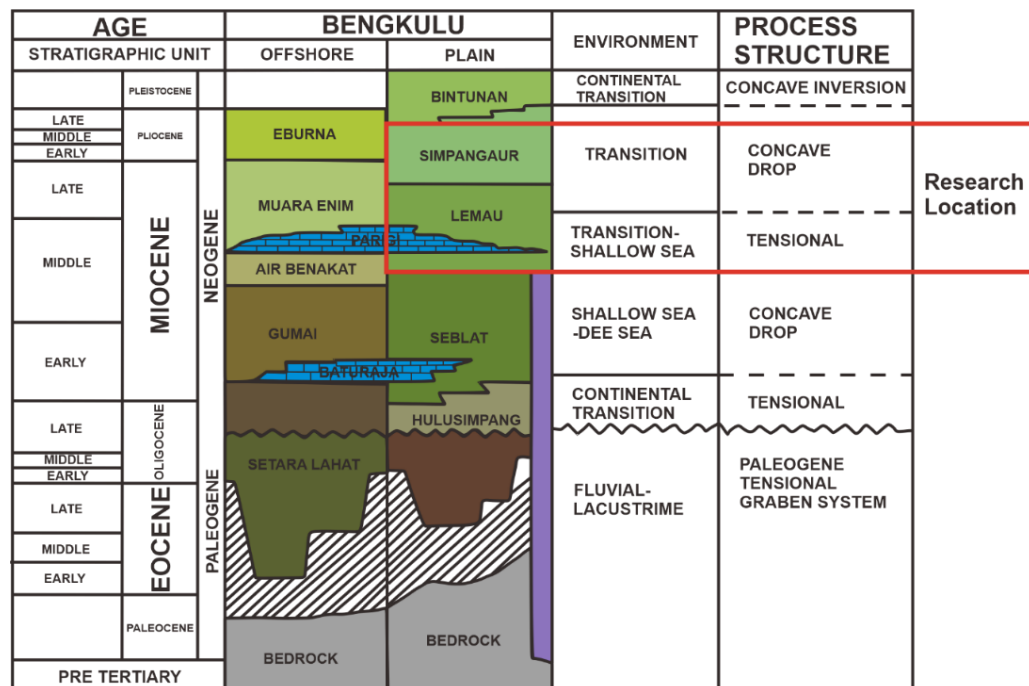 AGE
BENGKULU
ENVIRONMENT
PROCESS
STRUCTURE
STRATIGRAPHIC UNIT
OFFSHORE
PLAIN
PLEISTOCENE
BINTUNAN
CONTINENTAL
TRANSITION
CONCAVE INVERSION
LATE
MIDDLE
EARLY
PLIOCENE
EBURNA
SIMPANGAUR
TRANSITION
CONCAVE
DROP
Research
Location
LATE
MIDDLE
EARLY
MIOCENE
NEOGENE
MUARA ENIM
LEMAU
PARIGI
TRANSITION-
SHALLOW SEA
TENSIONAL
AIR BENAKAT
GUMAI
SEBLAT
SHALLOW SEA
-DEE SEA
CONCAVE
DROP
BATURAJA
LATE
MIDDLE
EARLY
OLIGOCENE
HULUSIMPANG
CONTINENTAL
TRANSITION
TENSIONAL
SETARA LAHAT
LATE
MIDDLE
EARLY
EOCENE
PALEOGENE
FLUVIAL-
LACUSTRIME
PALEOGENE
TENSIONAL
GRABEN SYSTEM
PALEOCENE
BEDROCK
BEDROCK
PRE TERTIARY